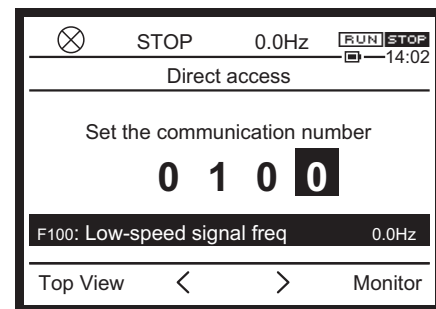 STOP 0.0Hz RUN STOP
14:02
Direct access
Set the communication number
0 1 0 0
F100: Low-speed signal freq 0.0Hz
Top View < > Monitor